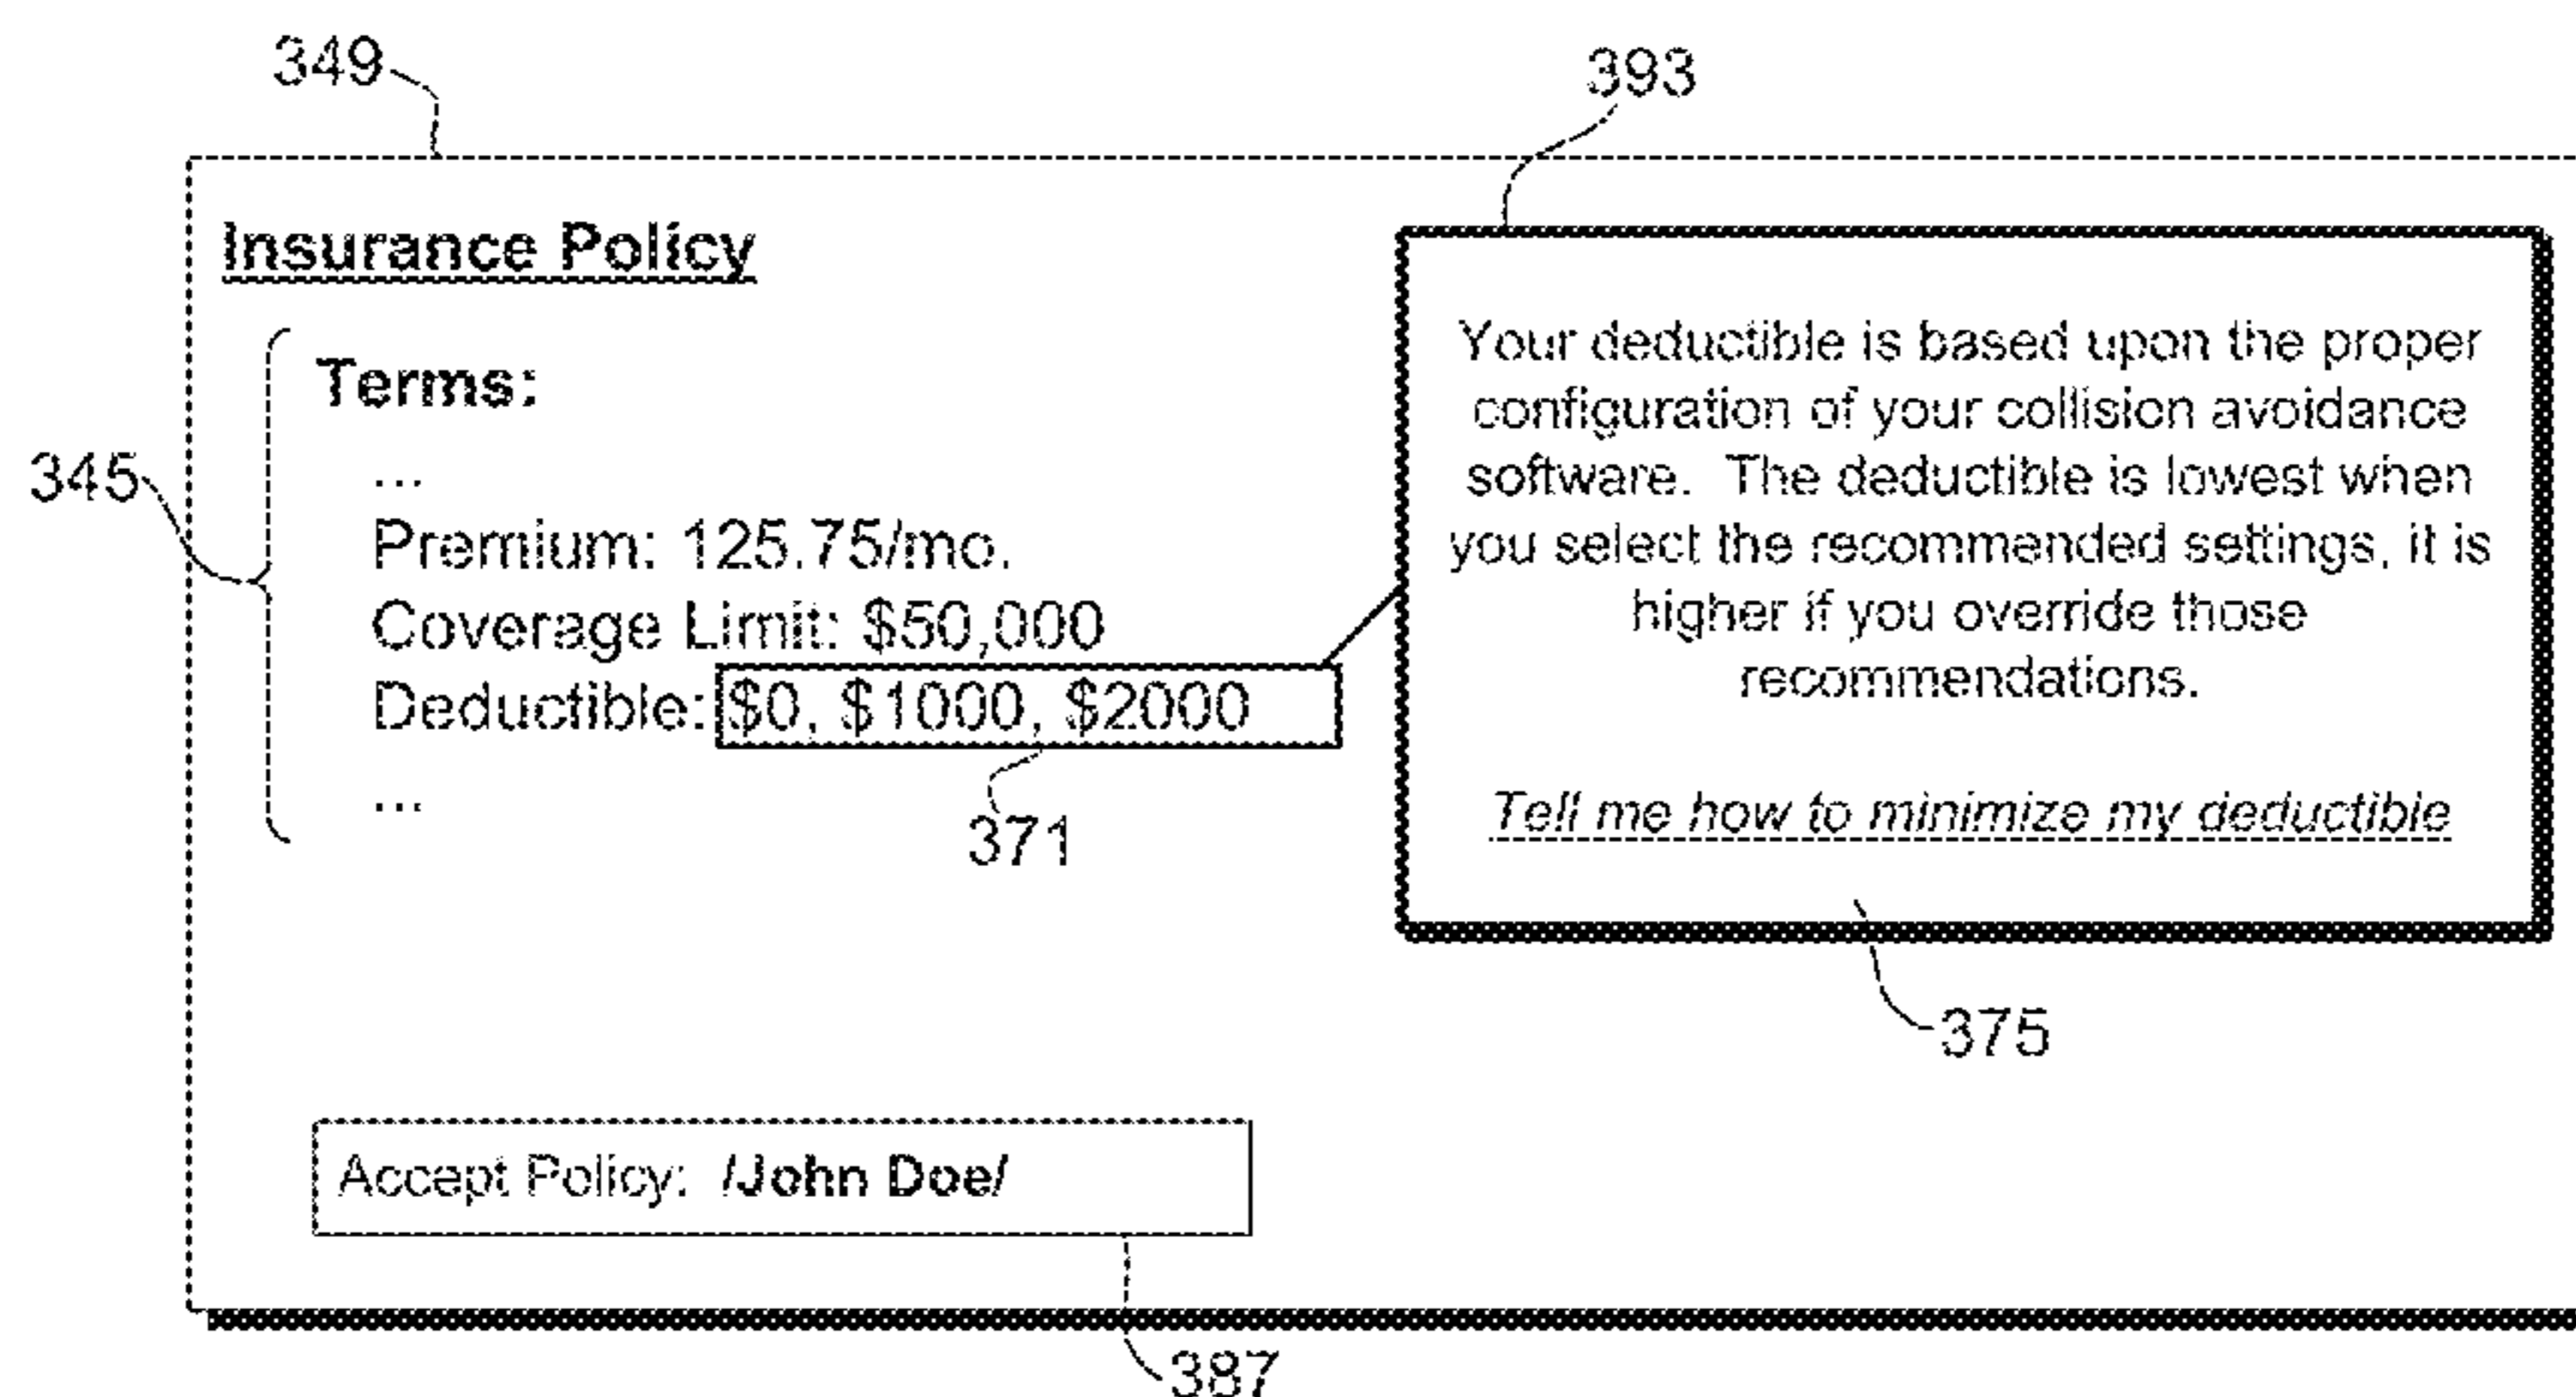 349
393
Insurance Policy
Terms:
...
345
Premium: 125.75/mo.
Coverage Limit: $50,000
Deductible: $0, $1000, $2000
...
371
Your deductible is based upon the proper
configuration of your collision avoidance
software. The deductible is lowest when
you select the recommended settings, it is
higher if you override those
recommendations.
Tell me how to minimize my deductible
375
Accept Policy: /John Doe/
387